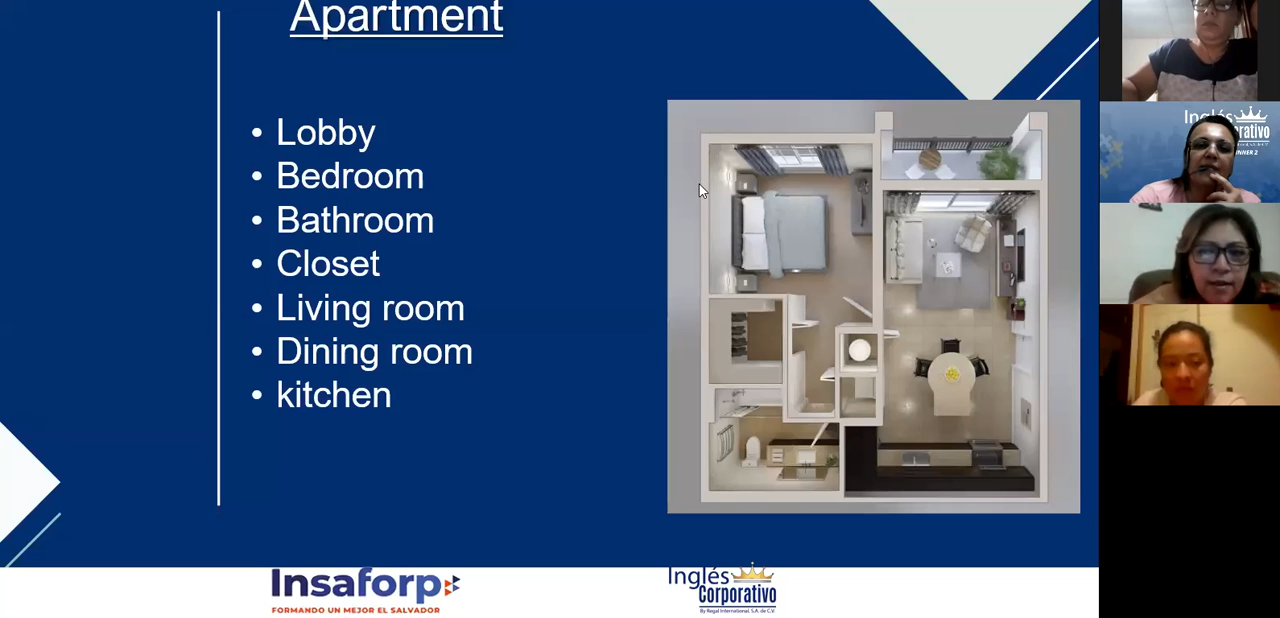 Apartment
• Lobby
• Bedroom
• Bathroom
• Closet
• Living room
• Dining room
• kitchen
Insaforp
FORMANDO UN MEJOR EL SALVADOR
Inglés
Corporativo
By Regal International, S.A. de C.V.
Inglés